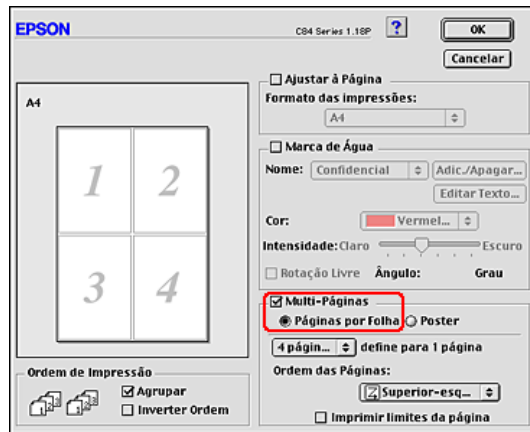 EPSON
C84 Series 1.18P
?
OK
Cancelar
A4
1 2
3 4
Ajustar à Página
Formato das impressões:
A4
Marca de Água
Nome: Confidencial Adic./Apagar...
Editar Texto...
Cor: Vermel...
Intensidade: Claro Escuro
Rotação Livre Ângulo: Grau
Multi-Páginas
Páginas por Folha Poster
4 págin... define para 1 página
Ordem das Páginas:
Superior-esq...
Imprimir limites da página
Ordem de Impressão
Agrupar
Inverter Ordem